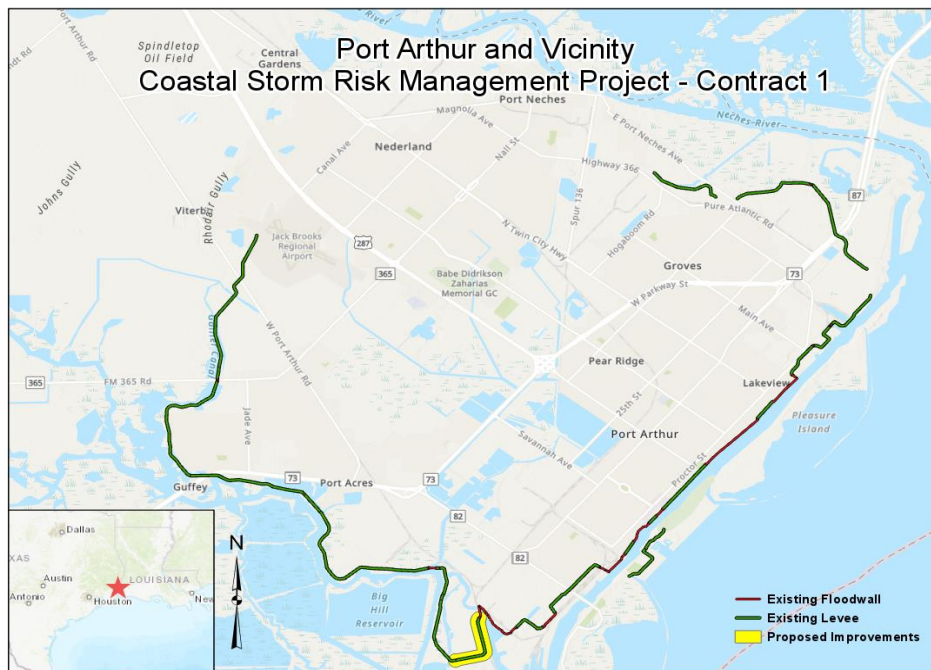 Port Arthur and Vicinity
Coastal Storm Risk Management Project - Contract 1
Spindletop
Oil Field
Port Arthur Rd
Central
Gardens
Port Neches
Magnolia Ave
Nederland
Canal Ave
Nall St
E Port Neches Ave
Neches-River
Highway 366
Spur 136
87
Johns Gully
Rhodair Gully
Viterbo
Jack Brooks
Regional
Airport
287
N Twin City Hwy
Hogaboom Rd
Pure Atlantic Rd
365
Babe Didrikson
Zaharias
Memorial GC
Groves
73
W Parkway St
Main Ave
W Port Arthur Rd
Pear Ridge
365
FM 365 Rd
Lakeview
Jade Ave
25th St
Pleasure
Island
Savannah Ave
Port Arthur
Proctor St
73
Guffey
Port Acres
73
82
82
Big
Hill
Reservoir
N
Dallas
Austin
LOUISIANA
Houston
Antonio
Existing Floodwall
Existing Levee
Proposed Improvements